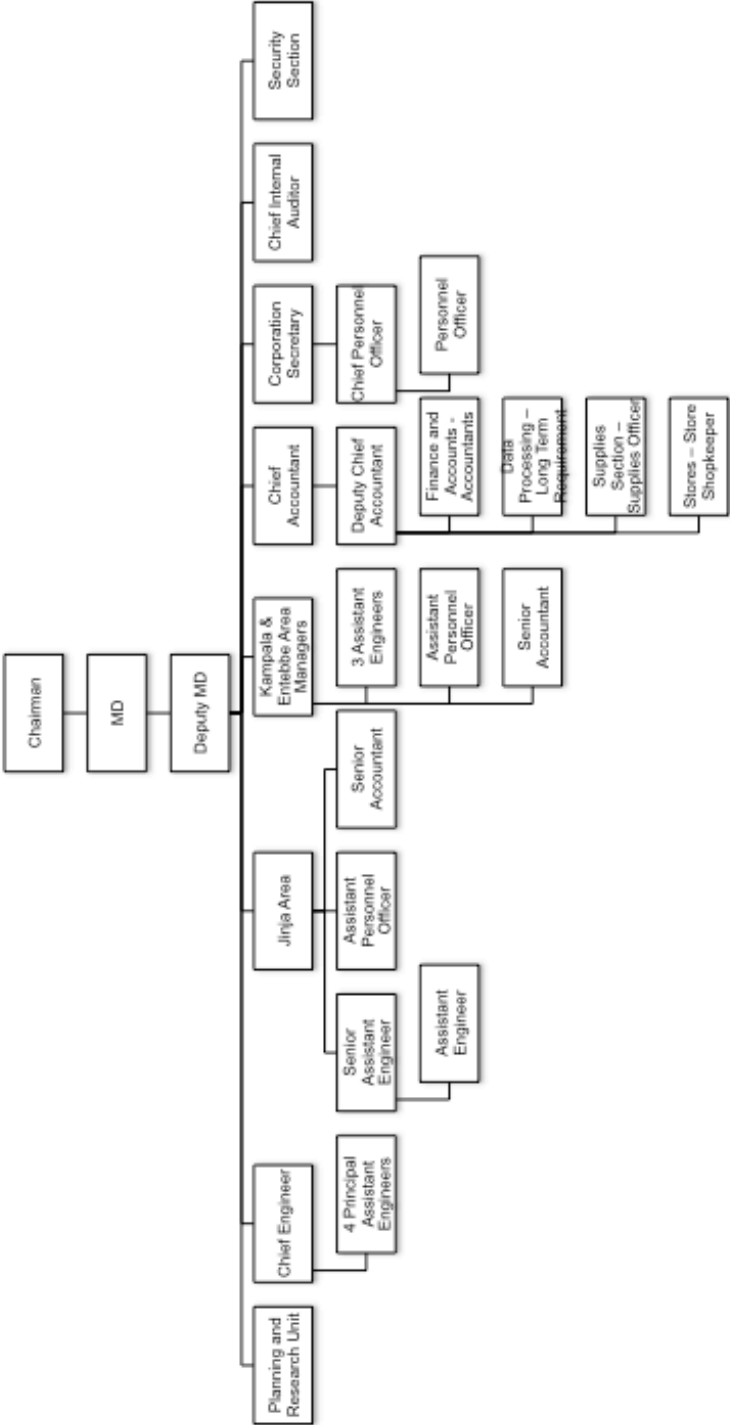 Chairman
MD
Deputy MD
Planning and
Research Unit
Chief Engineer
4 Principal
Assistant
Engineers
Jinja Area
Senior
Assistant
Engineer
Assistant
Engineer
Assistant
Personnel
Officer
Senior
Accountant
Kampala &
Entebbe Area
Managers
3 Assistant
Engineers
Assistant
Personnel
Officer
Senior
Accountant
Chief
Accountant
Deputy Chief
Accountant
Finance and
Accounts -
Accountants
Data
Processing –
Long Term
Requirement
Supplies
Section –
Supplies Officer
Stores – Store
Shopkeeper
Corporation
Secretary
Chief Personnel
Officer
Personnel
Officer
Chief Internal
Auditor
Security
Section